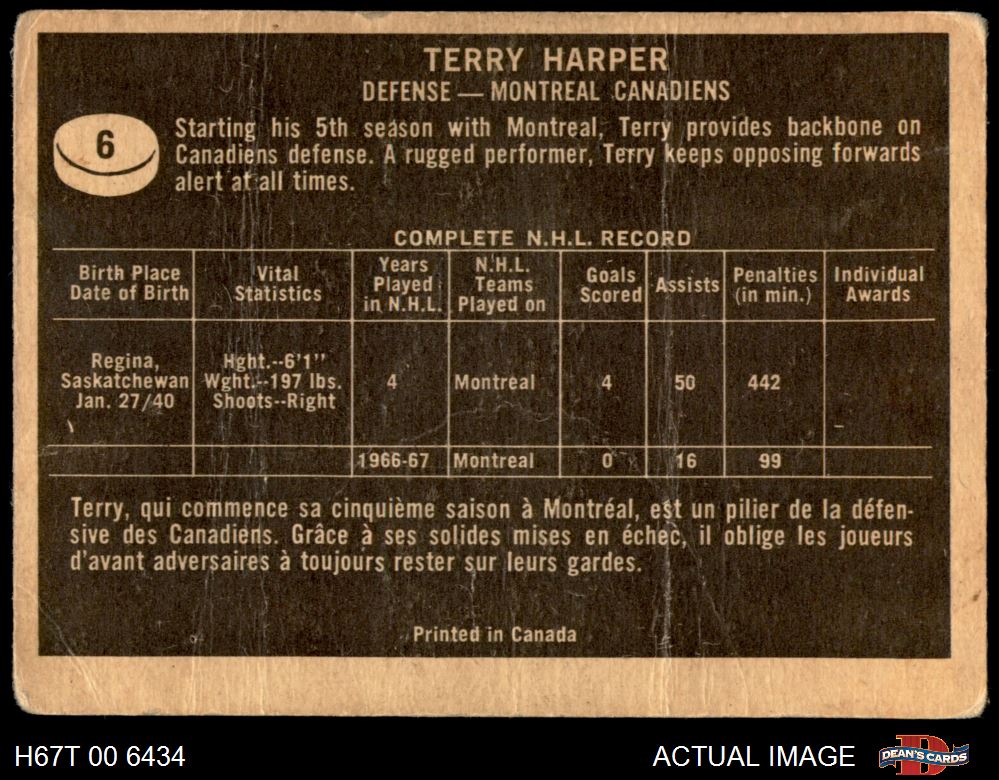 TERRY HARPER
DEFENSE — MONTREAL CANADIENS
6
Starting his 5th season with Montreal, Terry provides backbone on
Canadiens defense. A rugged performer, Terry keeps opposing forwards
alert at all times.
COMPLETE N.H.L. RECORD
Birth Place
Date of Birth
Vital
Statistics
Years
Played
in N.H.L.
N.H.L.
Teams
Played on
Goals
Scored
Assists
Penalties
(in min.)
Individual
Awards
Regina,
Saskatchewan
Jan. 27/40
Hght.--6'1"
Wght.--197 lbs.
Shoots--Right
4
Montreal
4
50
442
1966-67
Montreal
0
16
99
Terry, qui commence sa cinquième saison à Montréal, est un pilier de la défen-
sive des Canadiens. Grâce à ses solides mises en échec, il oblige les joueurs
d'avant adversaires à toujours rester sur leurs gardes.
Printed in Canada
H67T 00 6434
ACTUAL IMAGE
D
DEAN'S CARDS